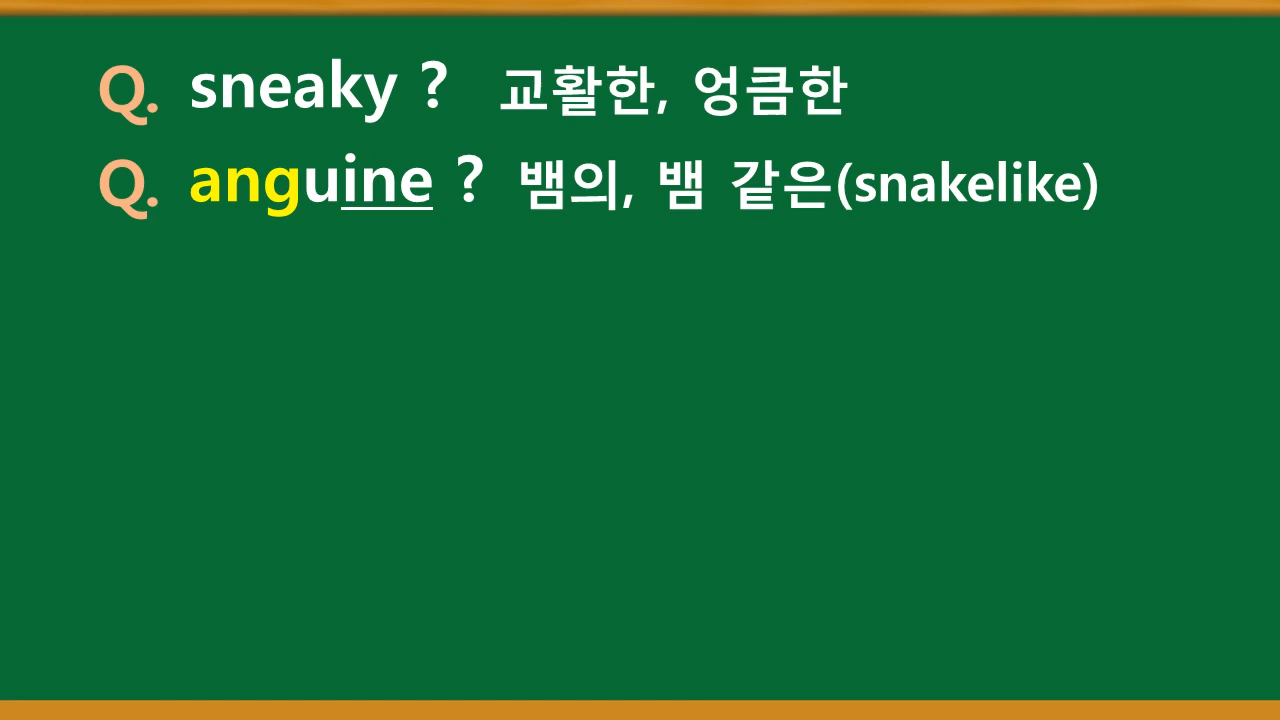 Q. sneaky ? 교활한, 엉큼한
Q. anguine ? 뱀의, 뱀 같은(snakelike)